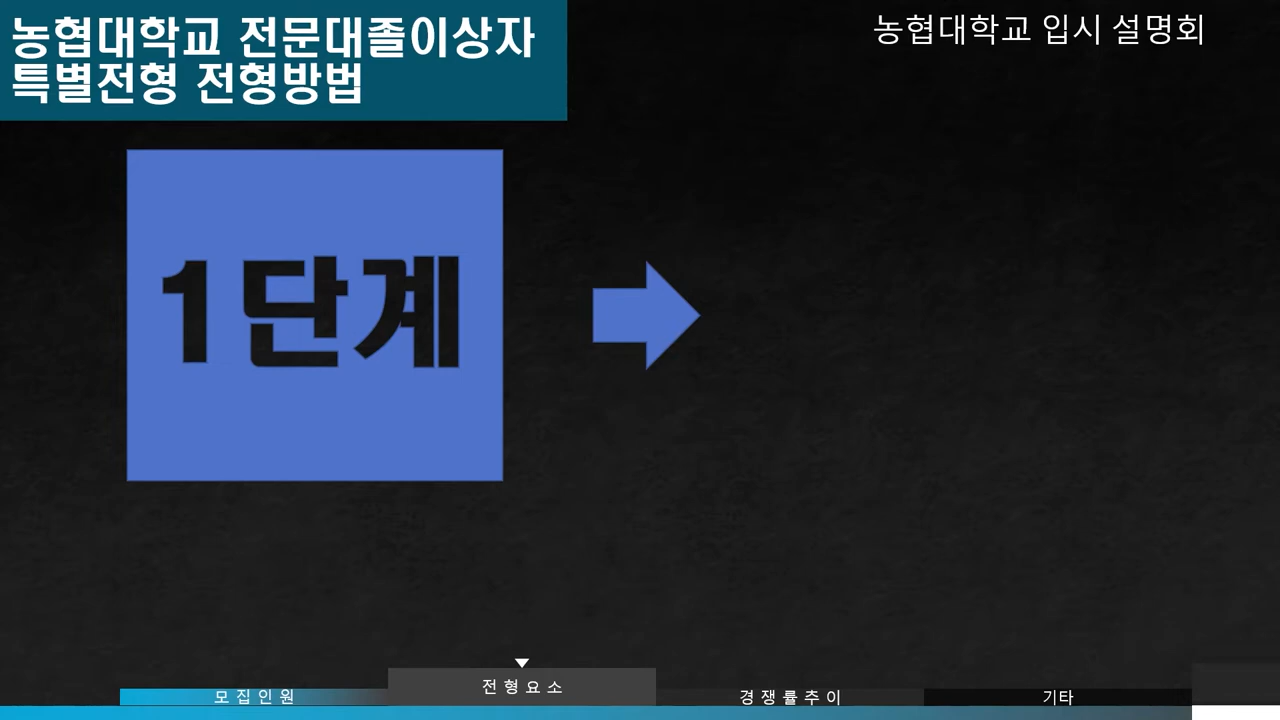 농협대학교 전문대졸이상자
특별전형 전형방법
농협대학교 입시 설명회
1단계
모집인원
전형요소
경쟁률추이
기타